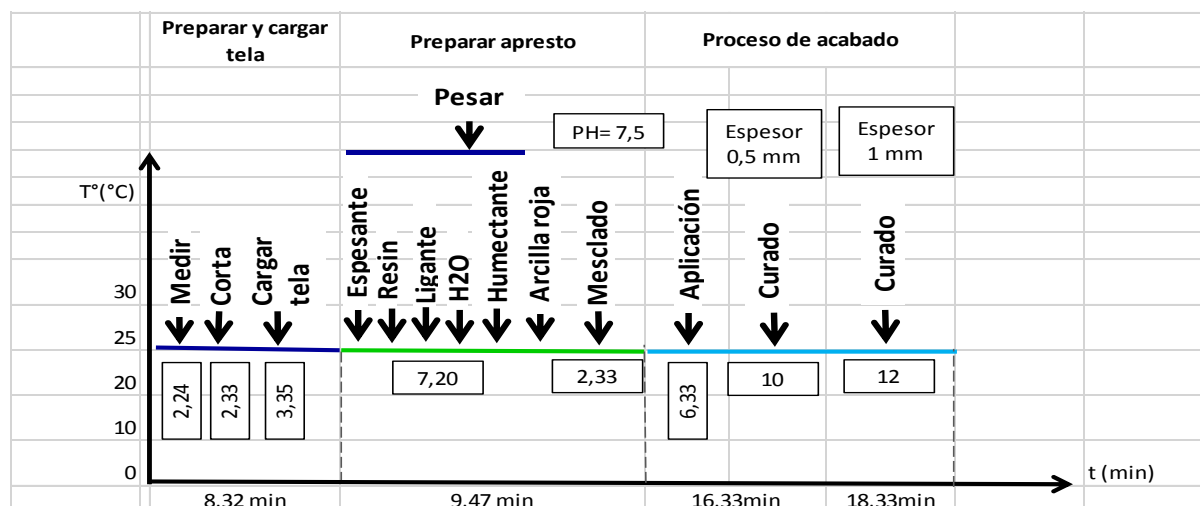 Preparar y cargar
tela
Preparar apresto
Proceso de acabado
Pesar
PH= 7,5
Espesor
0,5 mm
Espesor
1 mm
T°(°C)
Medir
Corta
Cargar
tela
Espesante
Resin
Ligante
H2O
Humectante
Arcilla roja
Mesclado
Aplicación
Curado
Curado
30
25
20
10
0
2,24
2,33
3,35
7,20
2,33
6,33
10
12
t (min)
8.32 min
9.47 min
16.33min
18.33min